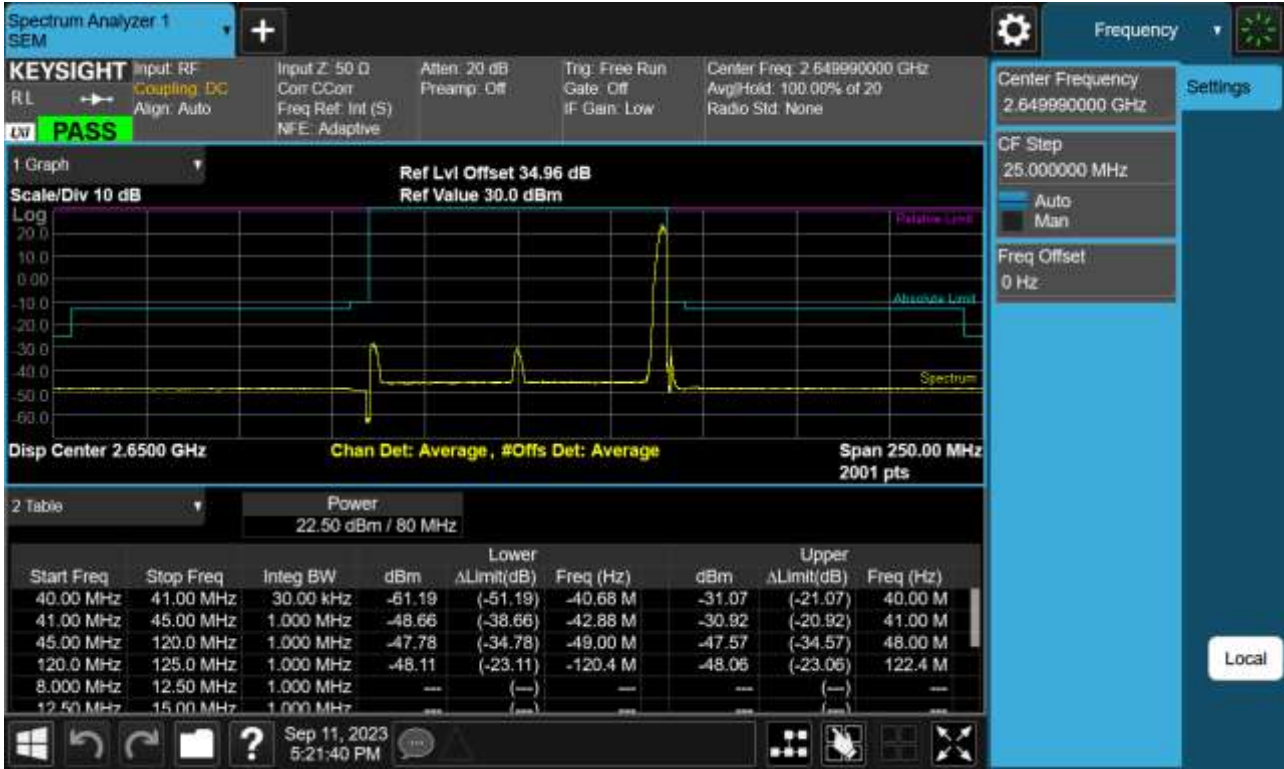 Spectrum Analyzer 1
SEM
Frequency
KEYSIGHT
RL
LXI
PASS
Input: RF
Coupling: DC
Align: Auto
Input Z: 50 Ω
Corr CCorr
Freq Ref: Int (S)
NFE: Adaptive
Atten: 20 dB
Preamp: Off
Trig: Free Run
Gate: Off
IF Gain: Low
Center Freq: 2.649990000 GHz
Avg|Hold: 100.00% of 20
Radio Std: None
Center Frequency
2.649990000 GHz
Settings
CF Step
25.000000 MHz
Auto
Man
Freq Offset
0 Hz
Local
1 Graph
Scale/Div 10 dB
Ref Lvl Offset 34.96 dB
Ref Value 30.0 dBm
Log
20.0
10.0
0.00
-10.0
-20.0
-30.0
-40.0
-50.0
-60.0
Relative Limit
Absolute Limit
Spectrum
Disp Center 2.6500 GHz
Chan Det: Average, #Offs Det: Average
Span 250.00 MHz
2001 pts
2 Table
Power
22.50 dBm / 80 MHz
Lower Upper
Start Freq Stop Freq Integ BW dBm ΔLimit(dB) Freq (Hz) dBm ΔLimit(dB) Freq (Hz)
40.00 MHz 41.00 MHz 30.00 kHz -61.19 (-51.19) -40.68 M -31.07 (-21.07) 40.00 M
41.00 MHz 45.00 MHz 1.000 MHz -48.66 (-38.66) -42.88 M -30.92 (-20.92) 41.00 M
45.00 MHz 120.0 MHz 1.000 MHz -47.78 (-34.78) -49.00 M -47.57 (-34.57) 48.00 M
120.0 MHz 125.0 MHz 1.000 MHz -48.11 (-23.11) -120.4 M -48.06 (-23.06) 122.4 M
8.000 MHz 12.50 MHz 1.000 MHz --- (---) --- --- (---) ---
12.50 MHz 15.00 MHz 1.000 MHz --- (---) --- --- (---) ---
Sep 11, 2023
5:21:40 PM